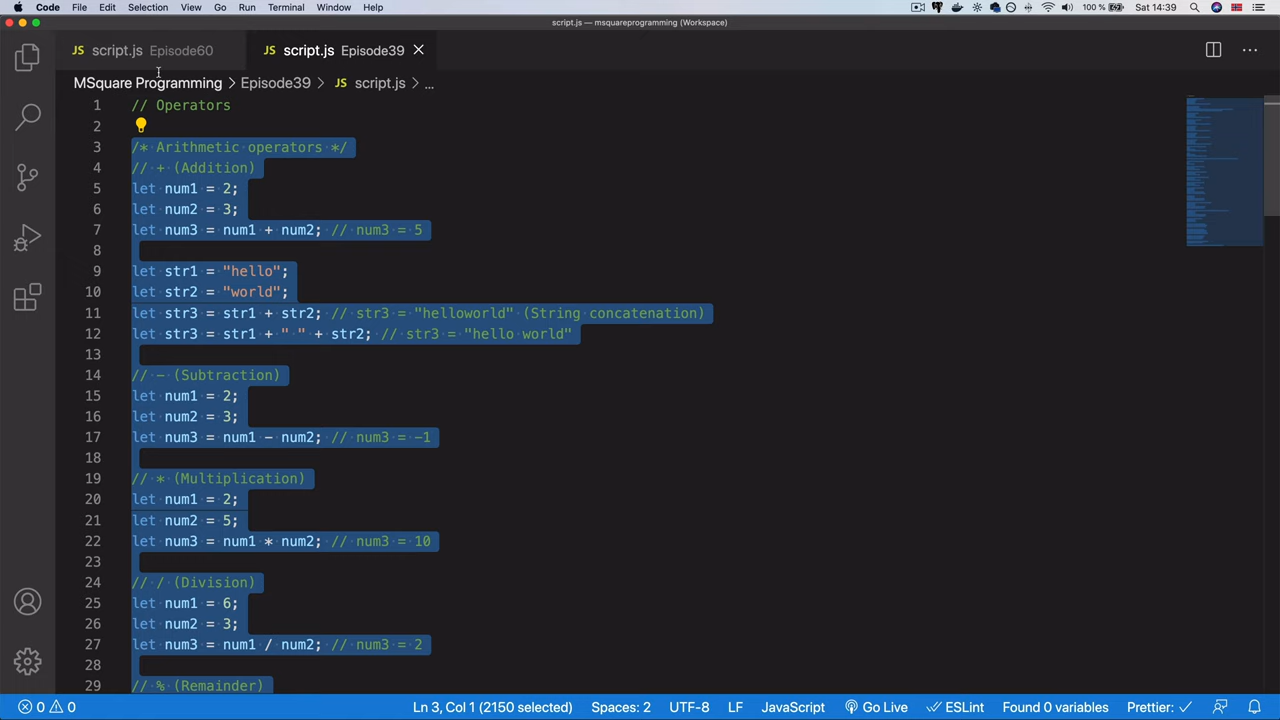 Code File Edit Selection View Go Run Terminal Window Help 100 % Sat 14:39
script.js — msquareprogramming (Workspace)
JS script.js Episode60 JS script.js Episode39
MSquare Programming > Episode39 > JS script.js > ...
1 // Operators
2
3 /* Arithmetic operators */
4 // + (Addition)
5 let num1 = 2;
6 let num2 = 3;
7 let num3 = num1 + num2; // num3 = 5
8
9 let str1 = "hello";
10 let str2 = "world";
11 let str3 = str1 + str2; // str3 = "helloworld" (String concatenation)
12 let str3 = str1 + " " + str2; // str3 = "hello world"
13
14 // - (Subtraction)
15 let num1 = 2;
16 let num2 = 3;
17 let num3 = num1 - num2; // num3 = -1
18
19 // * (Multiplication)
20 let num1 = 2;
21 let num2 = 5;
22 let num3 = num1 * num2; // num3 = 10
23
24 // / (Division)
25 let num1 = 6;
26 let num2 = 3;
27 let num3 = num1 / num2; // num3 = 2
28
29 // % (Remainder)
0 0 Ln 3, Col 1 (2150 selected) Spaces: 2 UTF-8 LF JavaScript Go Live ESLint Found 0 variables Prettier: ✓